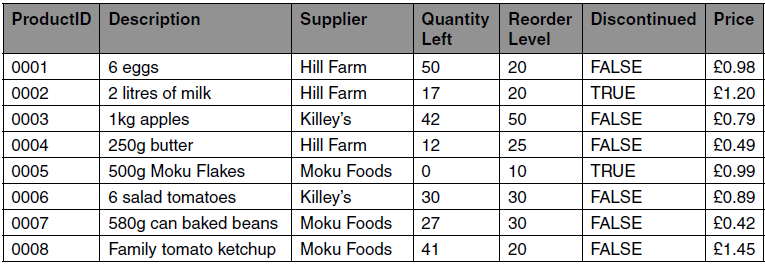 ProductID Description Supplier Quantity Left Reorder Level Discontinued Price
0001 6 eggs Hill Farm 50 20 FALSE £0.98
0002 2 litres of milk Hill Farm 17 20 TRUE £1.20
0003 1kg apples Killey's 42 50 FALSE £0.79
0004 250g butter Hill Farm 12 25 FALSE £0.49
0005 500g Moku Flakes Moku Foods 0 10 TRUE £0.99
0006 6 salad tomatoes Killey's 30 30 FALSE £0.89
0007 580g can baked beans Moku Foods 27 30 FALSE £0.42
0008 Family tomato ketchup Moku Foods 41 20 FALSE £1.45